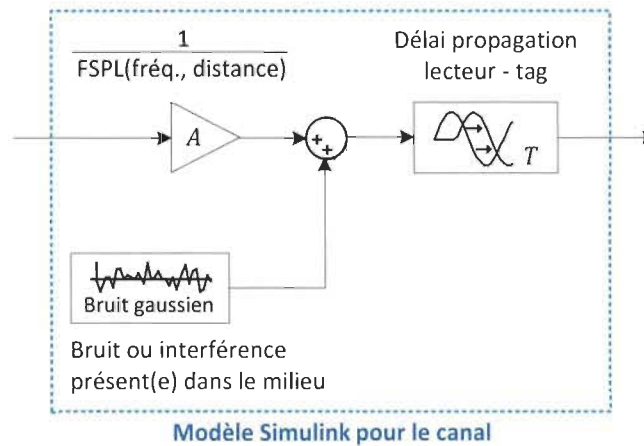 1
FSPL(fréq., distance)
Délai propagation
lecteur - tag
A
+
+
T
Bruit gaussien
Bruit ou interférence
présent(e) dans le milieu
Modèle Simulink pour le canal